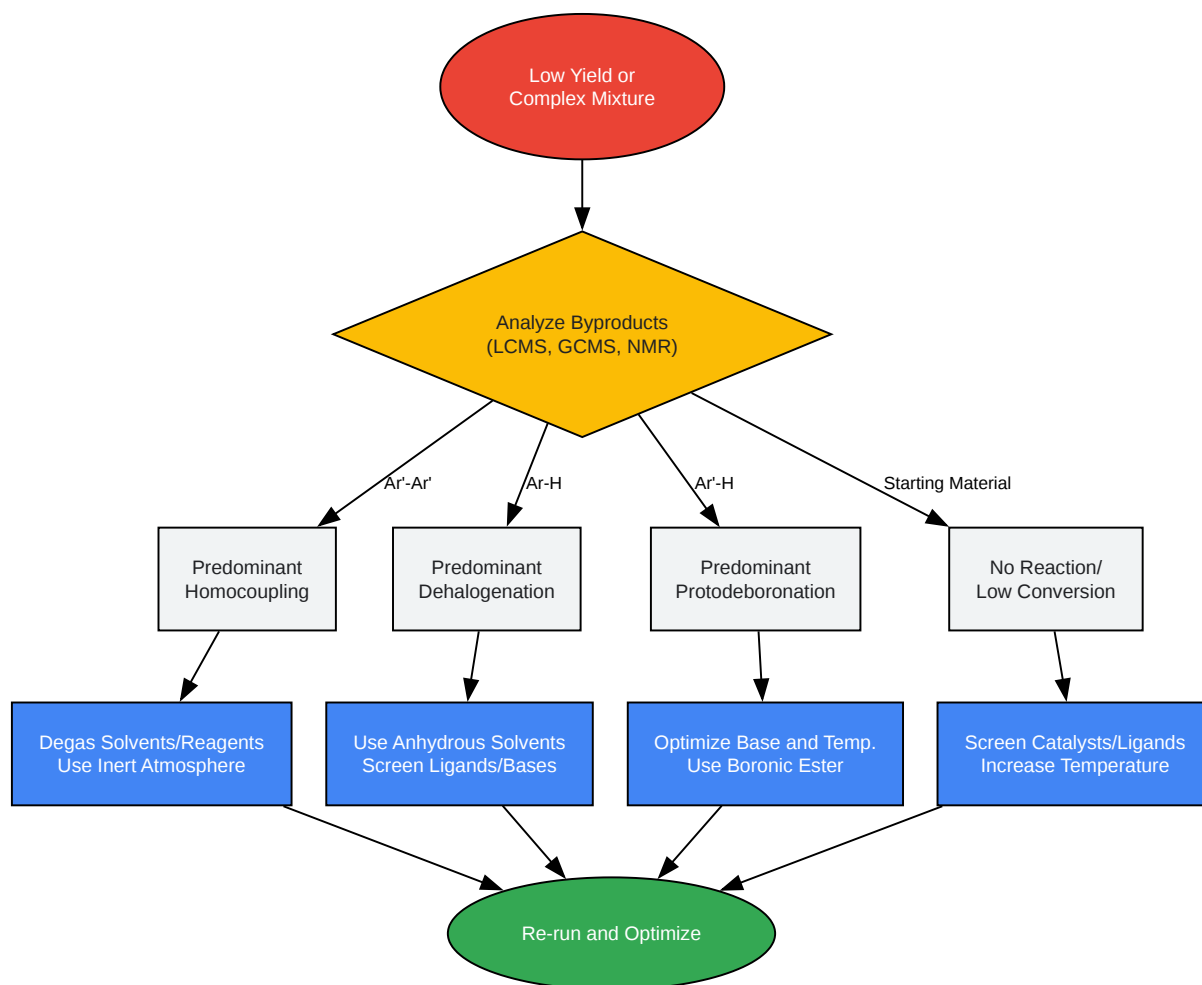 Low Yield or
Complex Mixture
Analyze Byproducts
(LCMS, GCMS, NMR)
Ar'-Ar'
Ar-H
Ar'-H
Starting Material
Predominant
Homocoupling
Predominant
Dehalogenation
Predominant
Protodeboronation
No Reaction/
Low Conversion
Degas Solvents/Reagents
Use Inert Atmosphere
Use Anhydrous Solvents
Screen Ligands/Bases
Optimize Base and Temp.
Use Boronic Ester
Screen Catalysts/Ligands
Increase Temperature
Re-run and Optimize